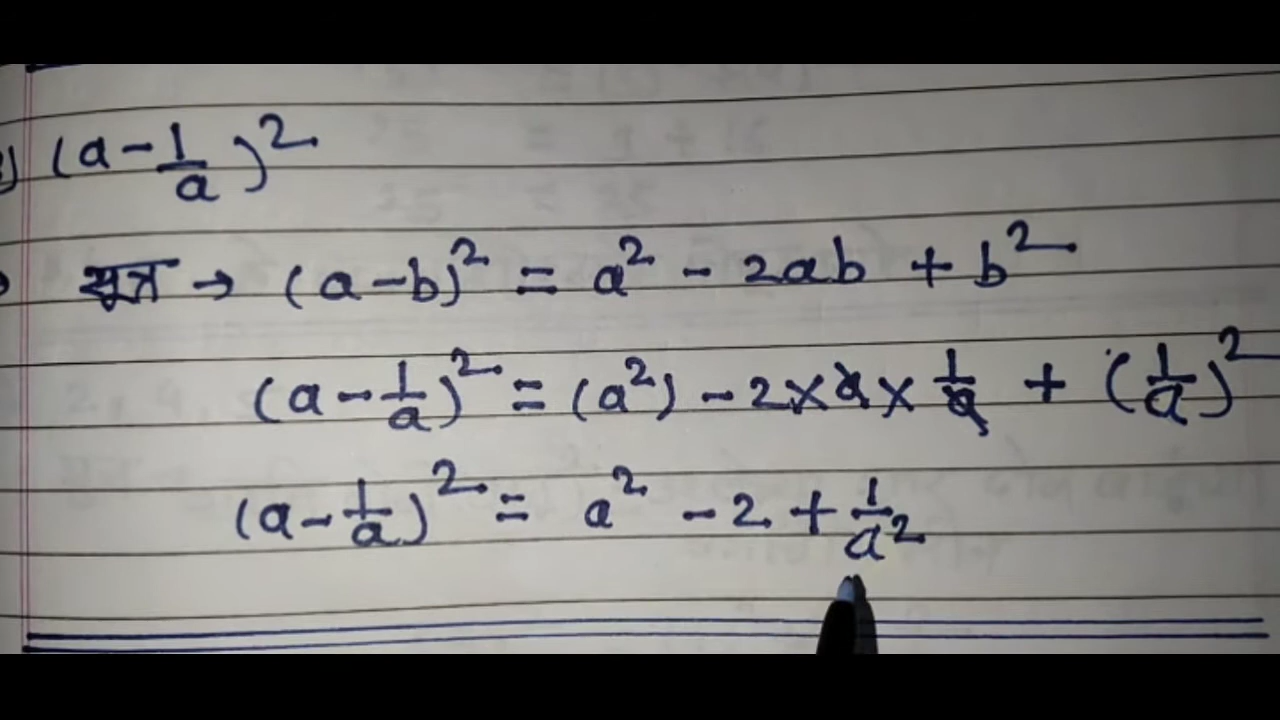 (a - 1/a)²
सूत्र → (a-b)² = a² - 2ab + b²
(a - 1/a)² = (a²) - 2 × a × 1/a + (1/a)²
(a - 1/a)² = a² - 2 + 1/a²